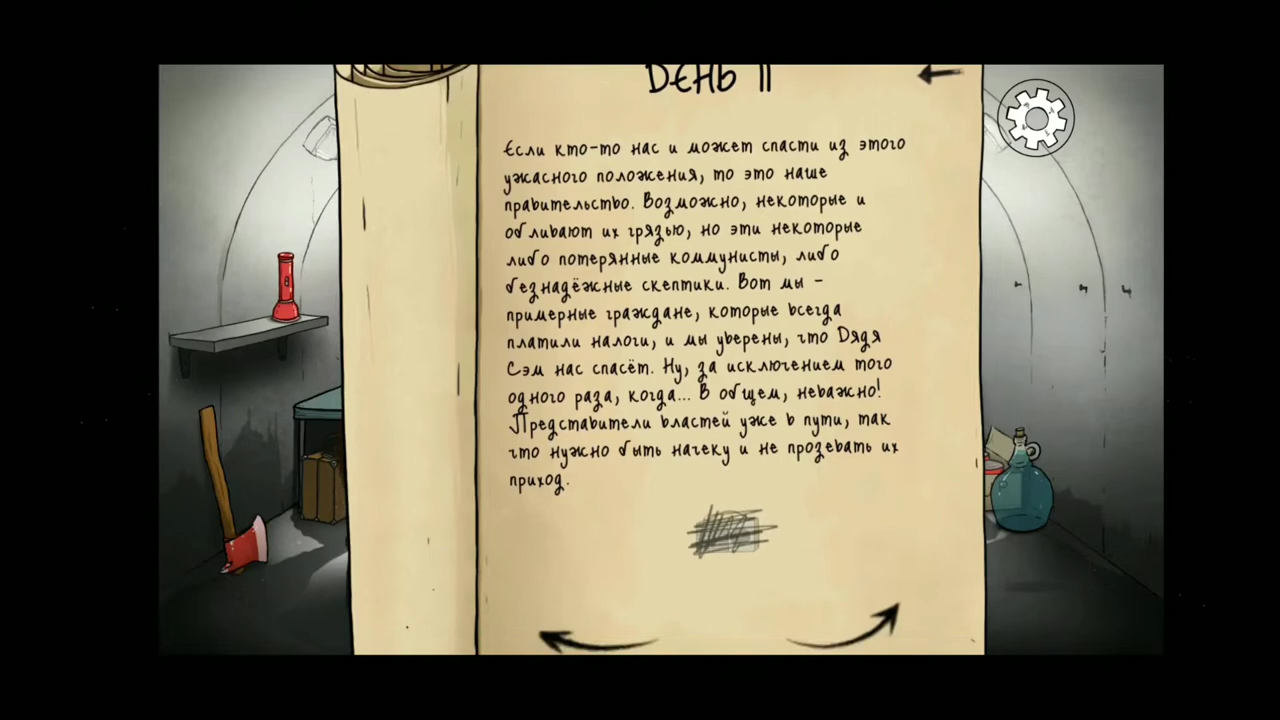 ДЕНЬ 11
Если кто-то нас и может спасти из этого
ужасного положения, то это наше
правительство. Возможно, некоторые и
обливают их грязью, но эти некоторые
либо потерянные коммунисты, либо
безнадёжные скептики. Вот мы -
примерные граждане, которые всегда
платили налоги, и мы уверены, что Дядя
Сэм нас спасёт. Ну, за исключением того
одного раза, когда... В общем, неважно!
Представители властей уже в пути, так
что нужно быть начеку и не прозевать их
приход.